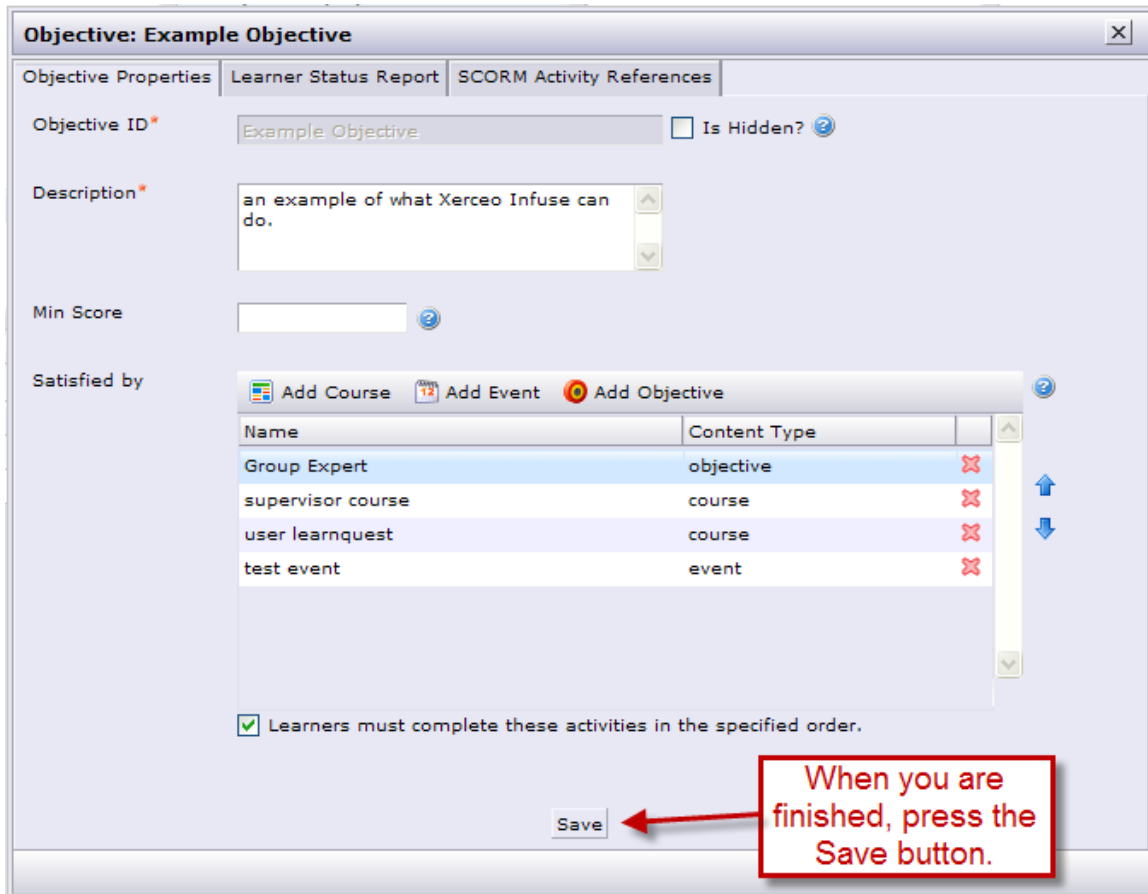 Objective: Example Objective
Objective Properties Learner Status Report SCORM Activity References
Objective ID* Example Objective Is Hidden?
Description* an example of what Xerceo Infuse can
do.
Min Score
Satisfied by Add Course 12 Add Event Add Objective
Name Content Type
Group Expert objective
supervisor course course
user learnquest course
test event event
Learners must complete these activities in the specified order.
When you are
finished, press the
Save button.
Save